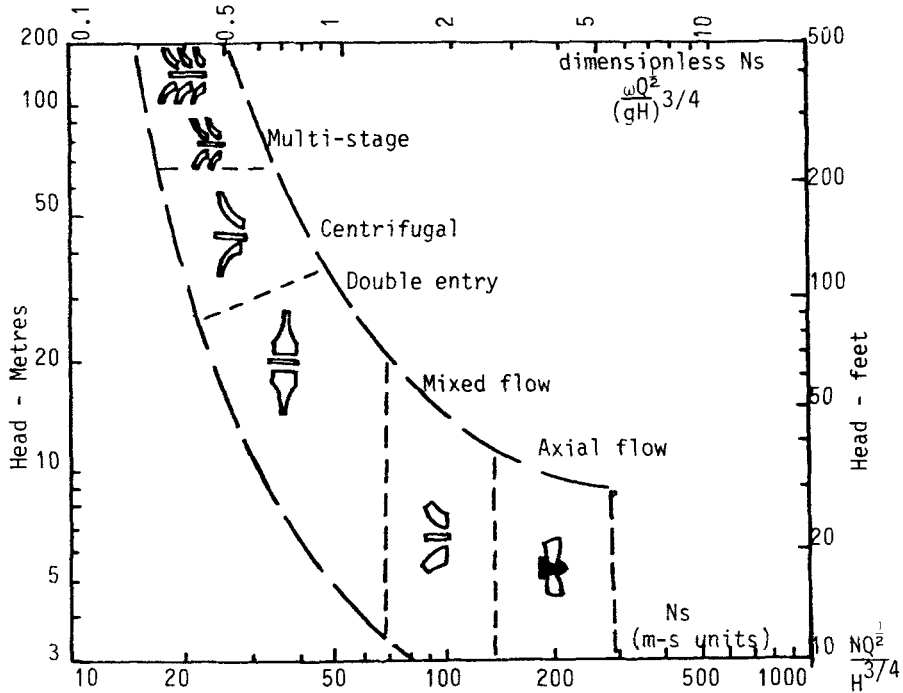 0.1 0.5 1 2 5 10
200 500
dimensionless Ns
ωQ½
(gH)3/4
100
Multi-stage
200
50
Centrifugal
Double entry
100
20
Mixed flow
50
Axial flow
10
20
5
Ns
(m-s units)
3 10
NQ½
H3/4
10 20 50 100 200 500 1000
Head - Metres
Head - feet